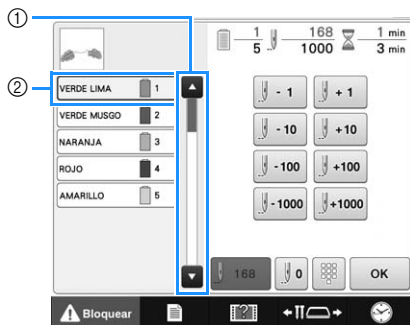 ①
②
1
5
168
1000
1 min
3 min
VERDE LIMA 1
VERDE MUSGO 2
NARANJA 3
ROJO 4
AMARILLO 5
- 1
+ 1
- 10
+10
-100
+100
- 1000
+1000
168
0
OK
Bloquear
?